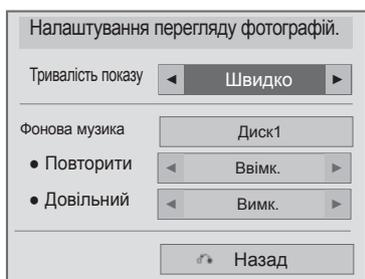 Налаштування перегляду фотографій.
Тривалість показу ◄ Швидко ►
Фонова музика Диск1
● Повторити ◄ Ввімк. ►
● Довільний ◄ Вимк. ►
Назад